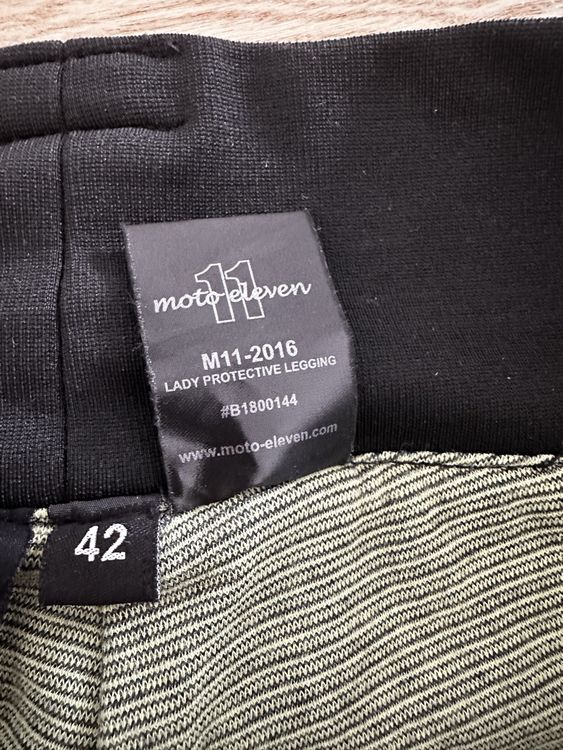 11
moto eleven
M11-2016
LADY PROTECTIVE LEGGING
#B1800144
www.moto-eleven.com
42